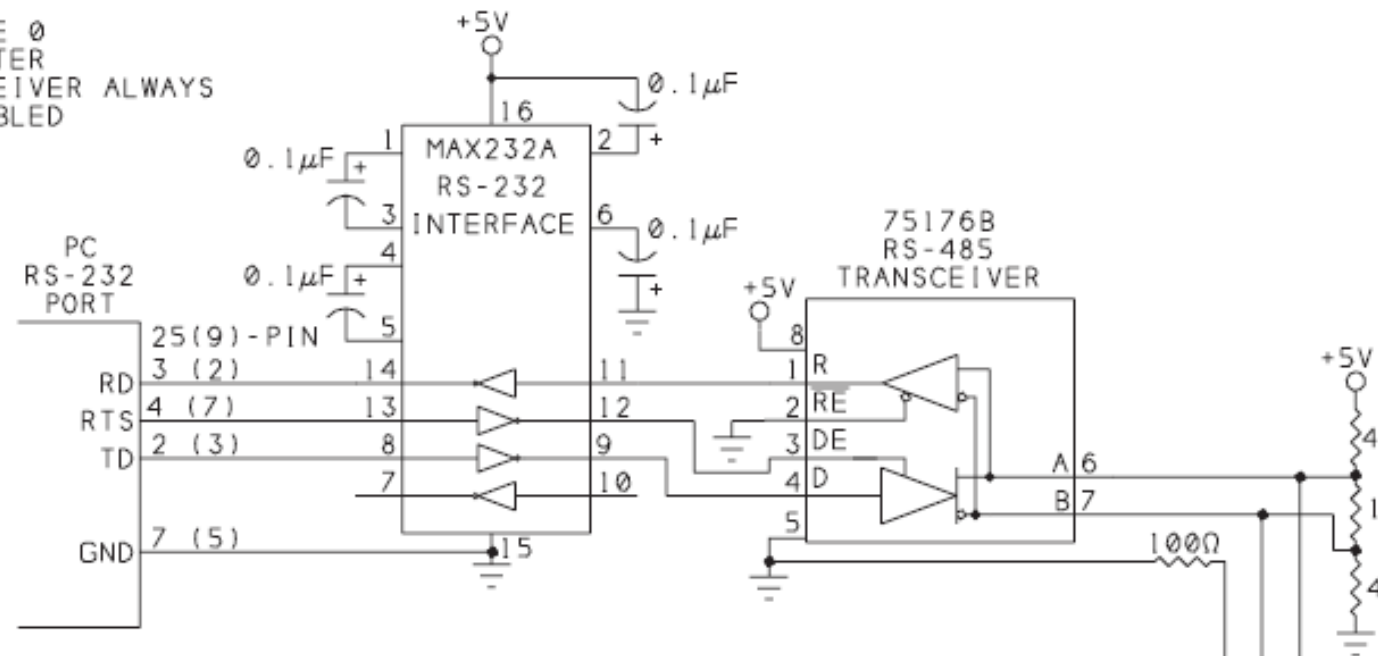 E 0
TER
EIVER ALWAYS
BLED
+5V
0.1µF
16
1
MAX232A
2
+
0.1µF
+
RS-232
3
INTERFACE
6
0.1µF
4
0.1µF
+
+
5
PC
RS-232
PORT
75176B
RS-485
TRANSCEIVER
+5V
8
25(9)-PIN
RD
3 (2)
14
11
1
R
RTS
4 (7)
13
12
2
RE
TD
2 (3)
8
9
3
DE
7
10
4
D
5
GND
7 (5)
15
A
6
B
7
100Ω
+5V
4
1
4